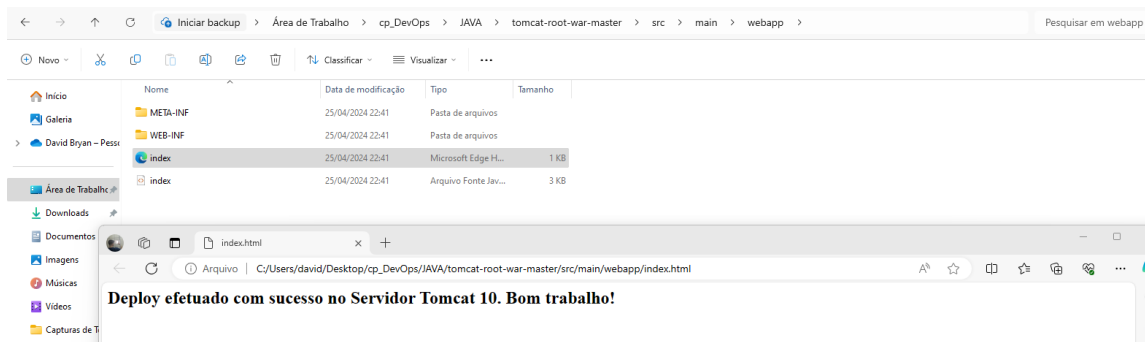 Iniciar backup > Área de Trabalho > cp_DevOps > JAVA > tomcat-root-war-master > src > main > webapp >
Pesquisar em webapp
Novo
Classificar
Visualizar
Nome
Data de modificação
Tipo
Tamanho
Início
META-INF
25/04/2024 22:41
Pasta de arquivos
Galeria
WEB-INF
25/04/2024 22:41
Pasta de arquivos
David Bryan – Pesso
index
25/04/2024 22:41
Microsoft Edge H...
1 KB
index
25/04/2024 22:41
Arquivo Fonte Jav...
3 KB
Área de Trabalho
Downloads
Documentos
Imagens
Músicas
Vídeos
Capturas de T
index.html
Arquivo
C:/Users/david/Desktop/cp_DevOps/JAVA/tomcat-root-war-master/src/main/webapp/index.html
Deploy efetuado com sucesso no Servidor Tomcat 10. Bom trabalho!